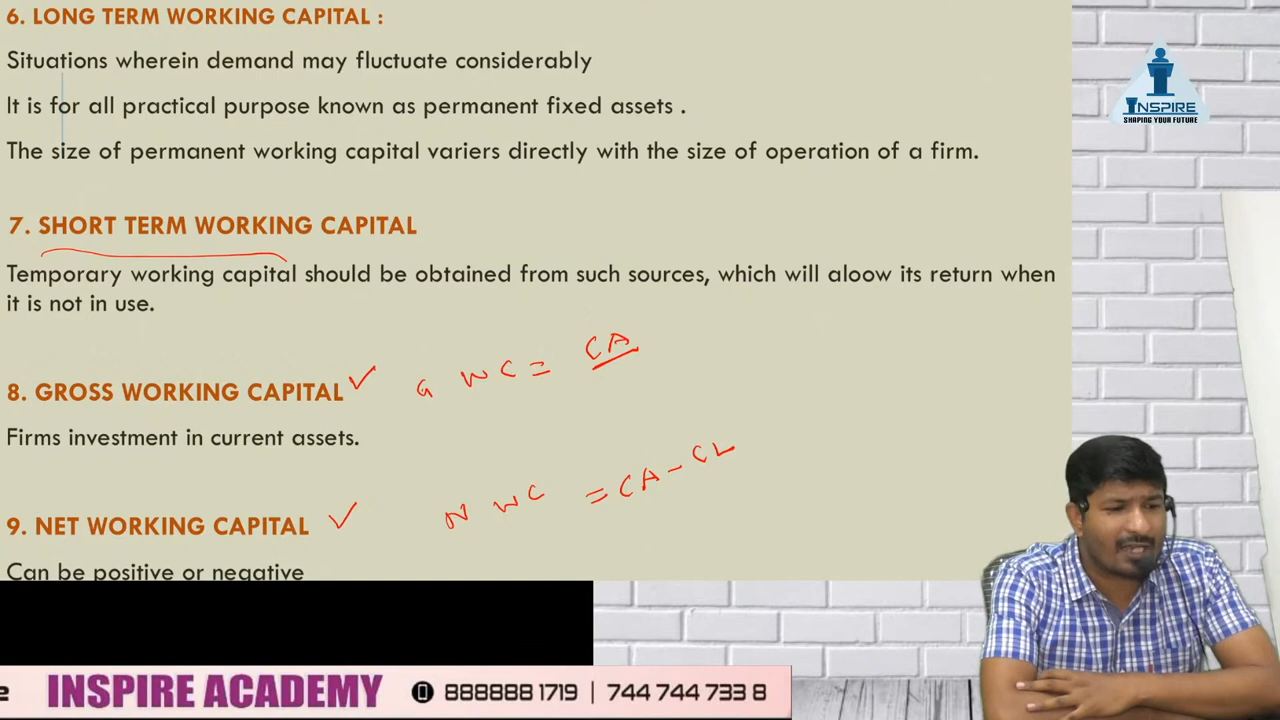 6. LONG TERM WORKING CAPITAL :
Situations wherein demand may fluctuate considerably
It is for all practical purpose known as permanent fixed assets .
The size of permanent working capital variers directly with the size of operation of a firm.
INSPIRE
SHAPING YOUR FUTURE
7. SHORT TERM WORKING CAPITAL
Temporary working capital should be obtained from such sources, which will aloow its return when
it is not in use.
G WC = CA
8. GROSS WORKING CAPITAL
Firms investment in current assets.
N WC = CA - CL
9. NET WORKING CAPITAL
Can be positive or negative
e INSPIRE ACADEMY 888888 1719 | 744 744 733 8